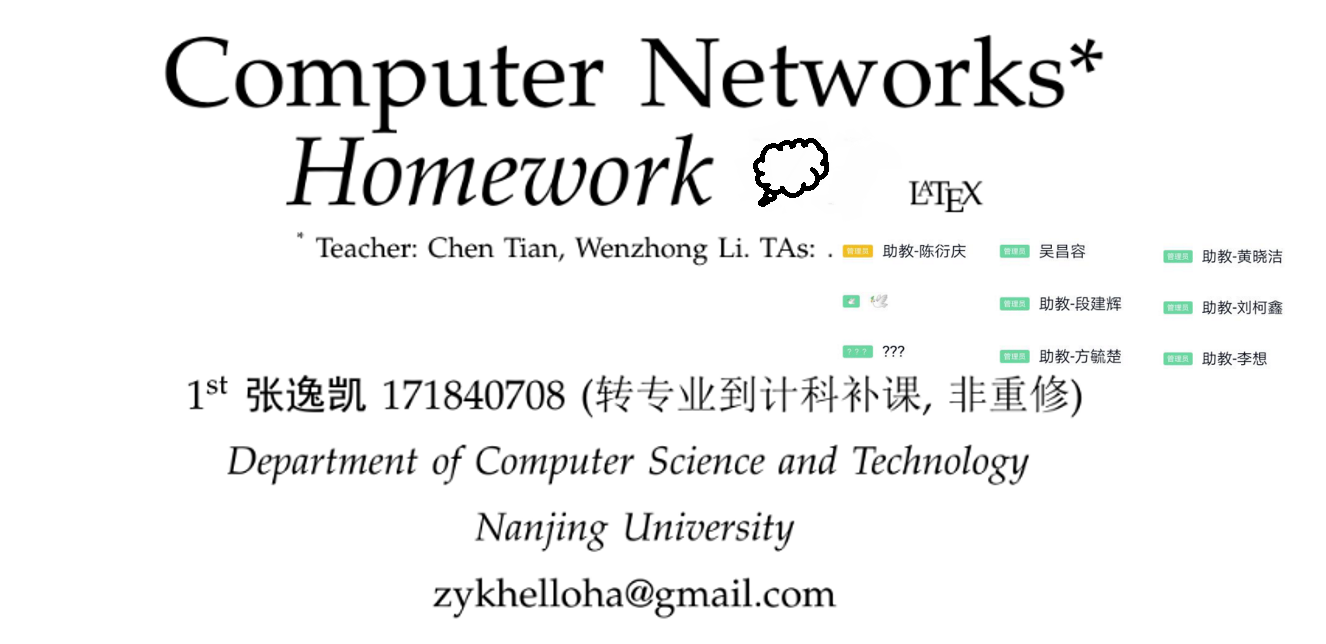 Computer Networks*
Homework
LATEX
* Teacher: Chen Tian, Wenzhong Li. TAs: .
管理员 助教-陈衍庆 管理员 吴昌容 管理员 助教-黄晓洁
管理员 助教-段建辉 管理员 助教-刘柯鑫
??? ??? 管理员 助教-方毓楚 管理员 助教-李想
1st 张逸凯 171840708 (转专业到计科补课, 非重修)
Department of Computer Science and Technology
Nanjing University
zykhelloha@gmail.com